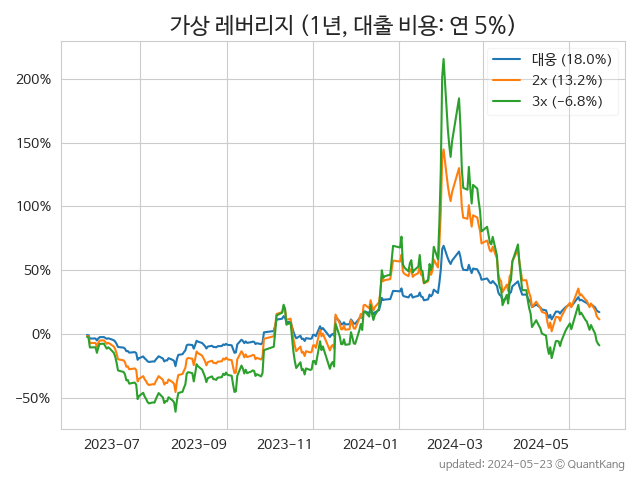 가상 레버리지 (1년, 대출 비용: 연 5%)
대웅 (18.0%)
2x (13.2%)
3x (-6.8%)
200%
150%
100%
50%
0%
-50%
2023-07 2023-09 2023-11 2024-01 2024-03 2024-05
updated: 2024-05-23 © QuantKang